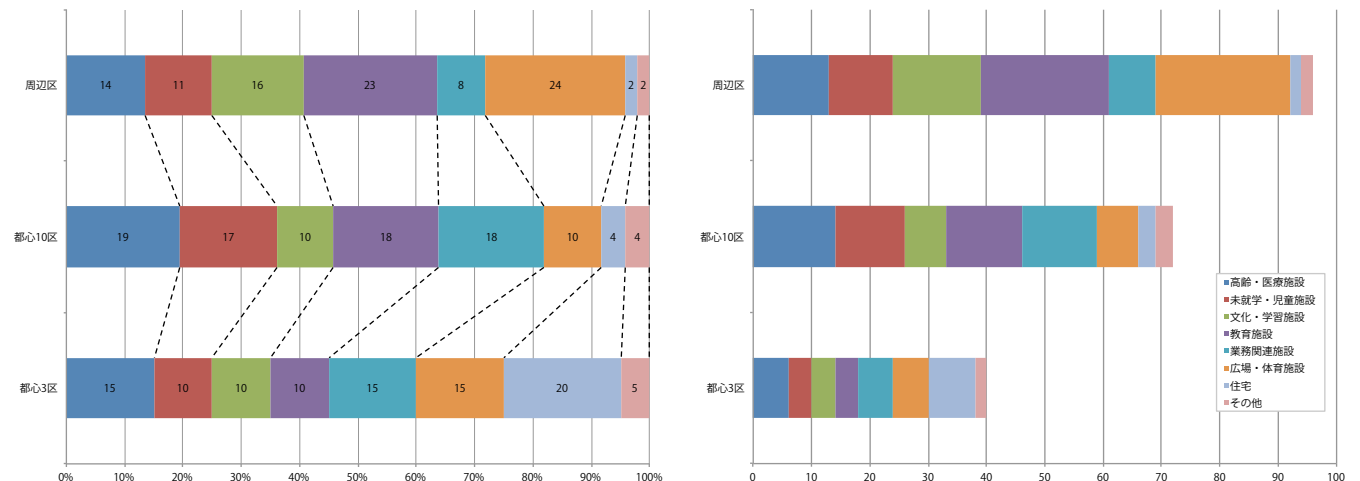 周辺区
14 11 16 23 8 24 2 2
都心10区
19 17 10 18 18 10 4 4
都心3区
15 10 10 10 15 15 20 5
0% 10% 20% 30% 40% 50% 60% 70% 80% 90% 100%
周辺区
都心10区
都心3区
高齢・医療施設
未就学・児童施設
文化・学習施設
教育施設
業務関連施設
広場・体育施設
住宅
その他
0 10 20 30 40 50 60 70 80 90 100